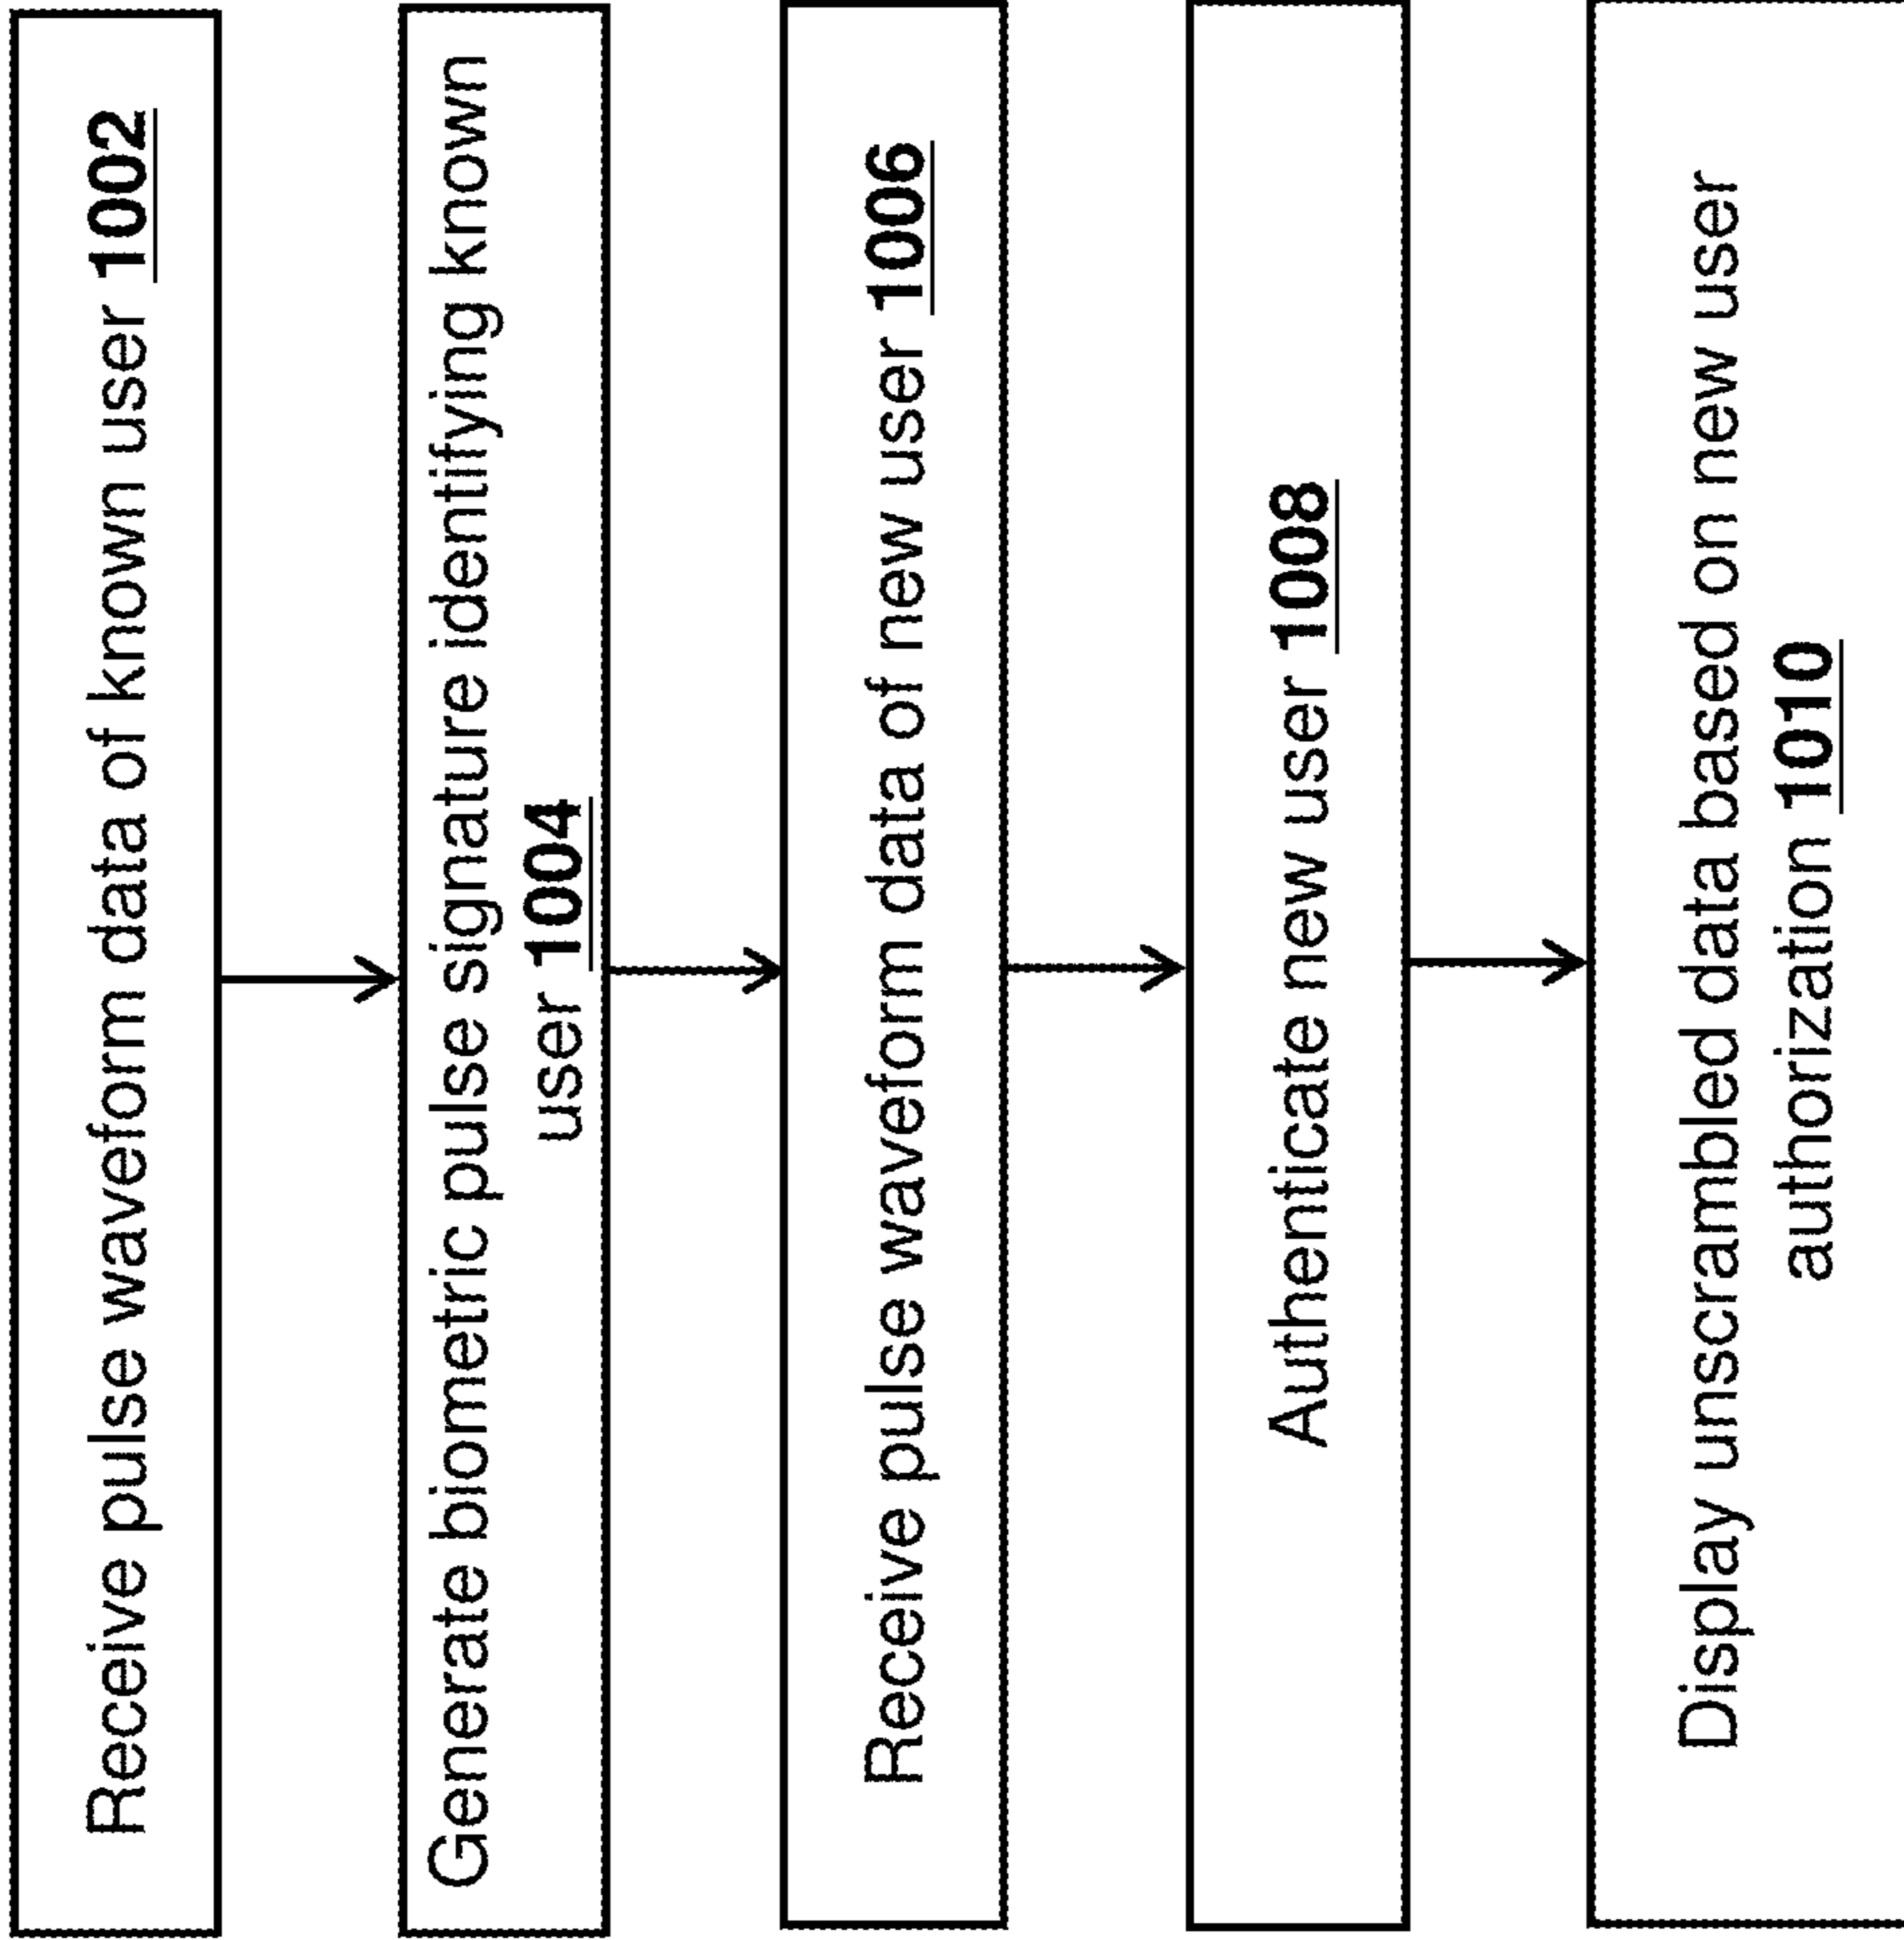 Receive pulse waveform data of known user 1002
Generate biometric pulse signature identifying known
user 1004
Receive pulse waveform data of new user 1006
Authenticate new user 1008
Display unscrambled data based on new user
authorization 1010